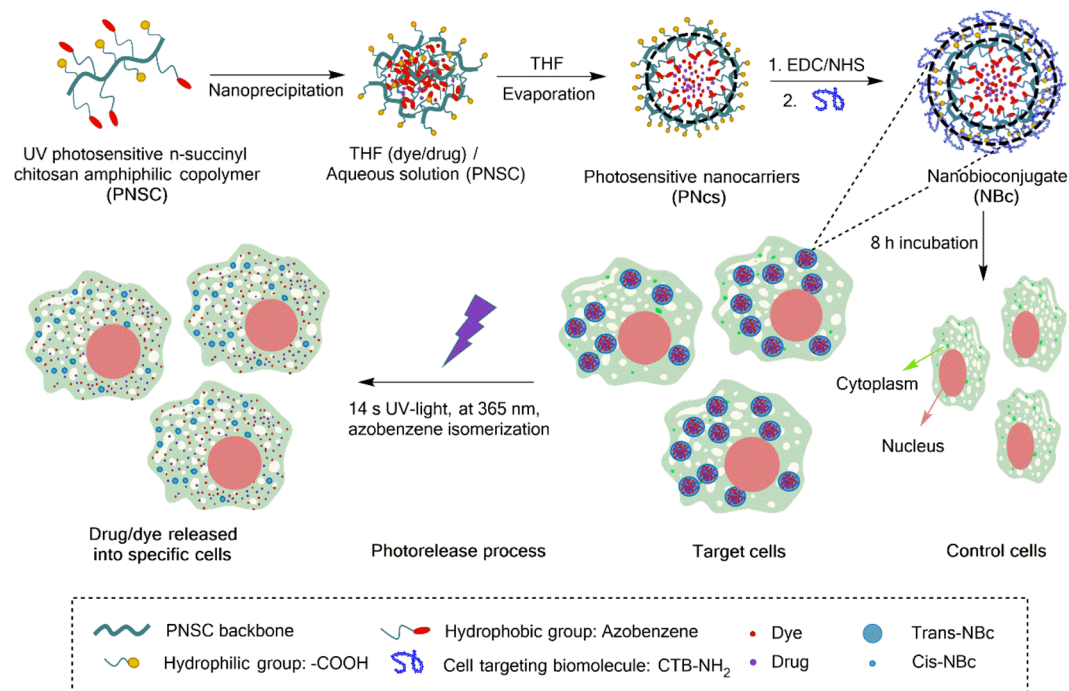 Nanoprecipitation
THF
Evaporation
1. EDC/NHS
2.
UV photosensitive n-succinyl
chitosan amphiphilic copolymer
(PNSC)
THF (dye/drug) /
Aqueous solution (PNSC)
Photosensitive nanocarriers
(PNcs)
Nanobioconjugate
(NBc)
8 h incubation
Cytoplasm
Nucleus
14 s UV-light, at 365 nm,
azobenzene isomerization
Drug/dye released
into specific cells
Photorelease process
Target cells
Control cells
PNSC backbone
Hydrophobic group: Azobenzene
Dye
Trans-NBc
Hydrophilic group: -COOH
Cell targeting biomolecule: CTB-NH₂
Drug
Cis-NBc